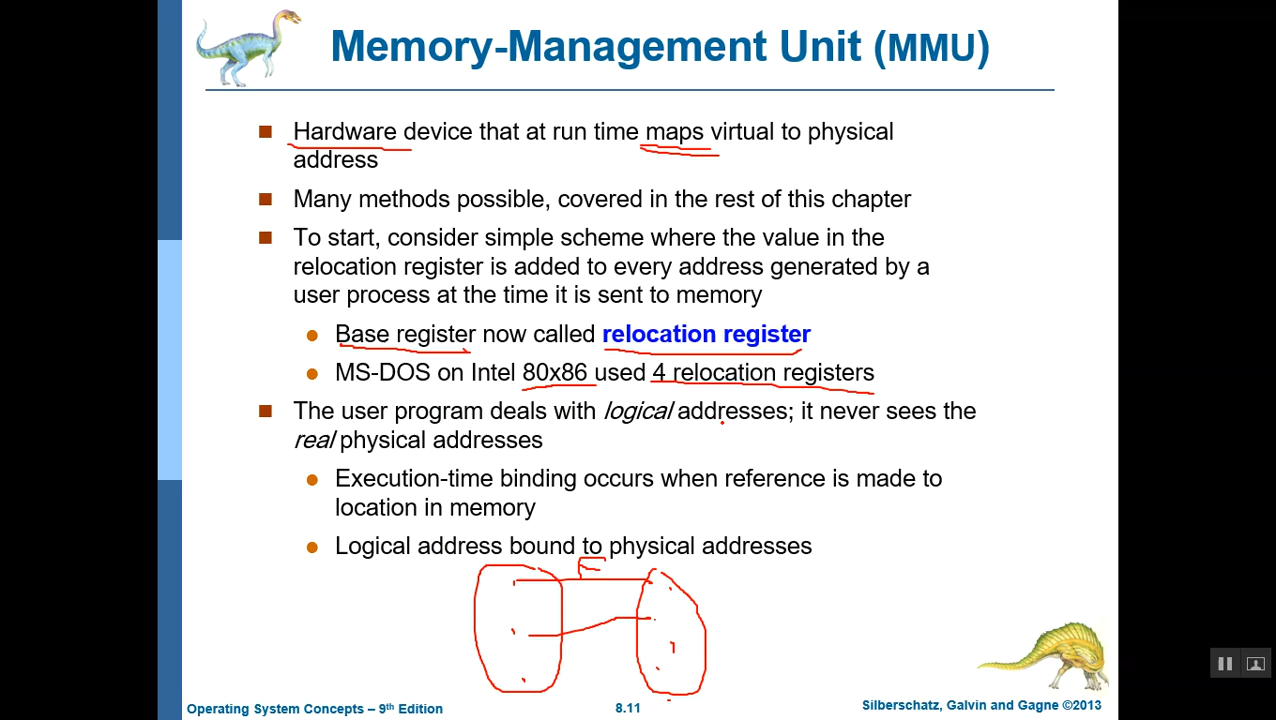 Memory-Management Unit (MMU)
Hardware device that at run time maps virtual to physical
address
Many methods possible, covered in the rest of this chapter
To start, consider simple scheme where the value in the
relocation register is added to every address generated by a
user process at the time it is sent to memory
Base register now called relocation register
MS-DOS on Intel 80x86 used 4 relocation registers
The user program deals with logical addresses; it never sees the
real physical addresses
Execution-time binding occurs when reference is made to
location in memory
Logical address bound to physical addresses
Operating System Concepts – 9th Edition
8.11
Silberschatz, Galvin and Gagne ©2013